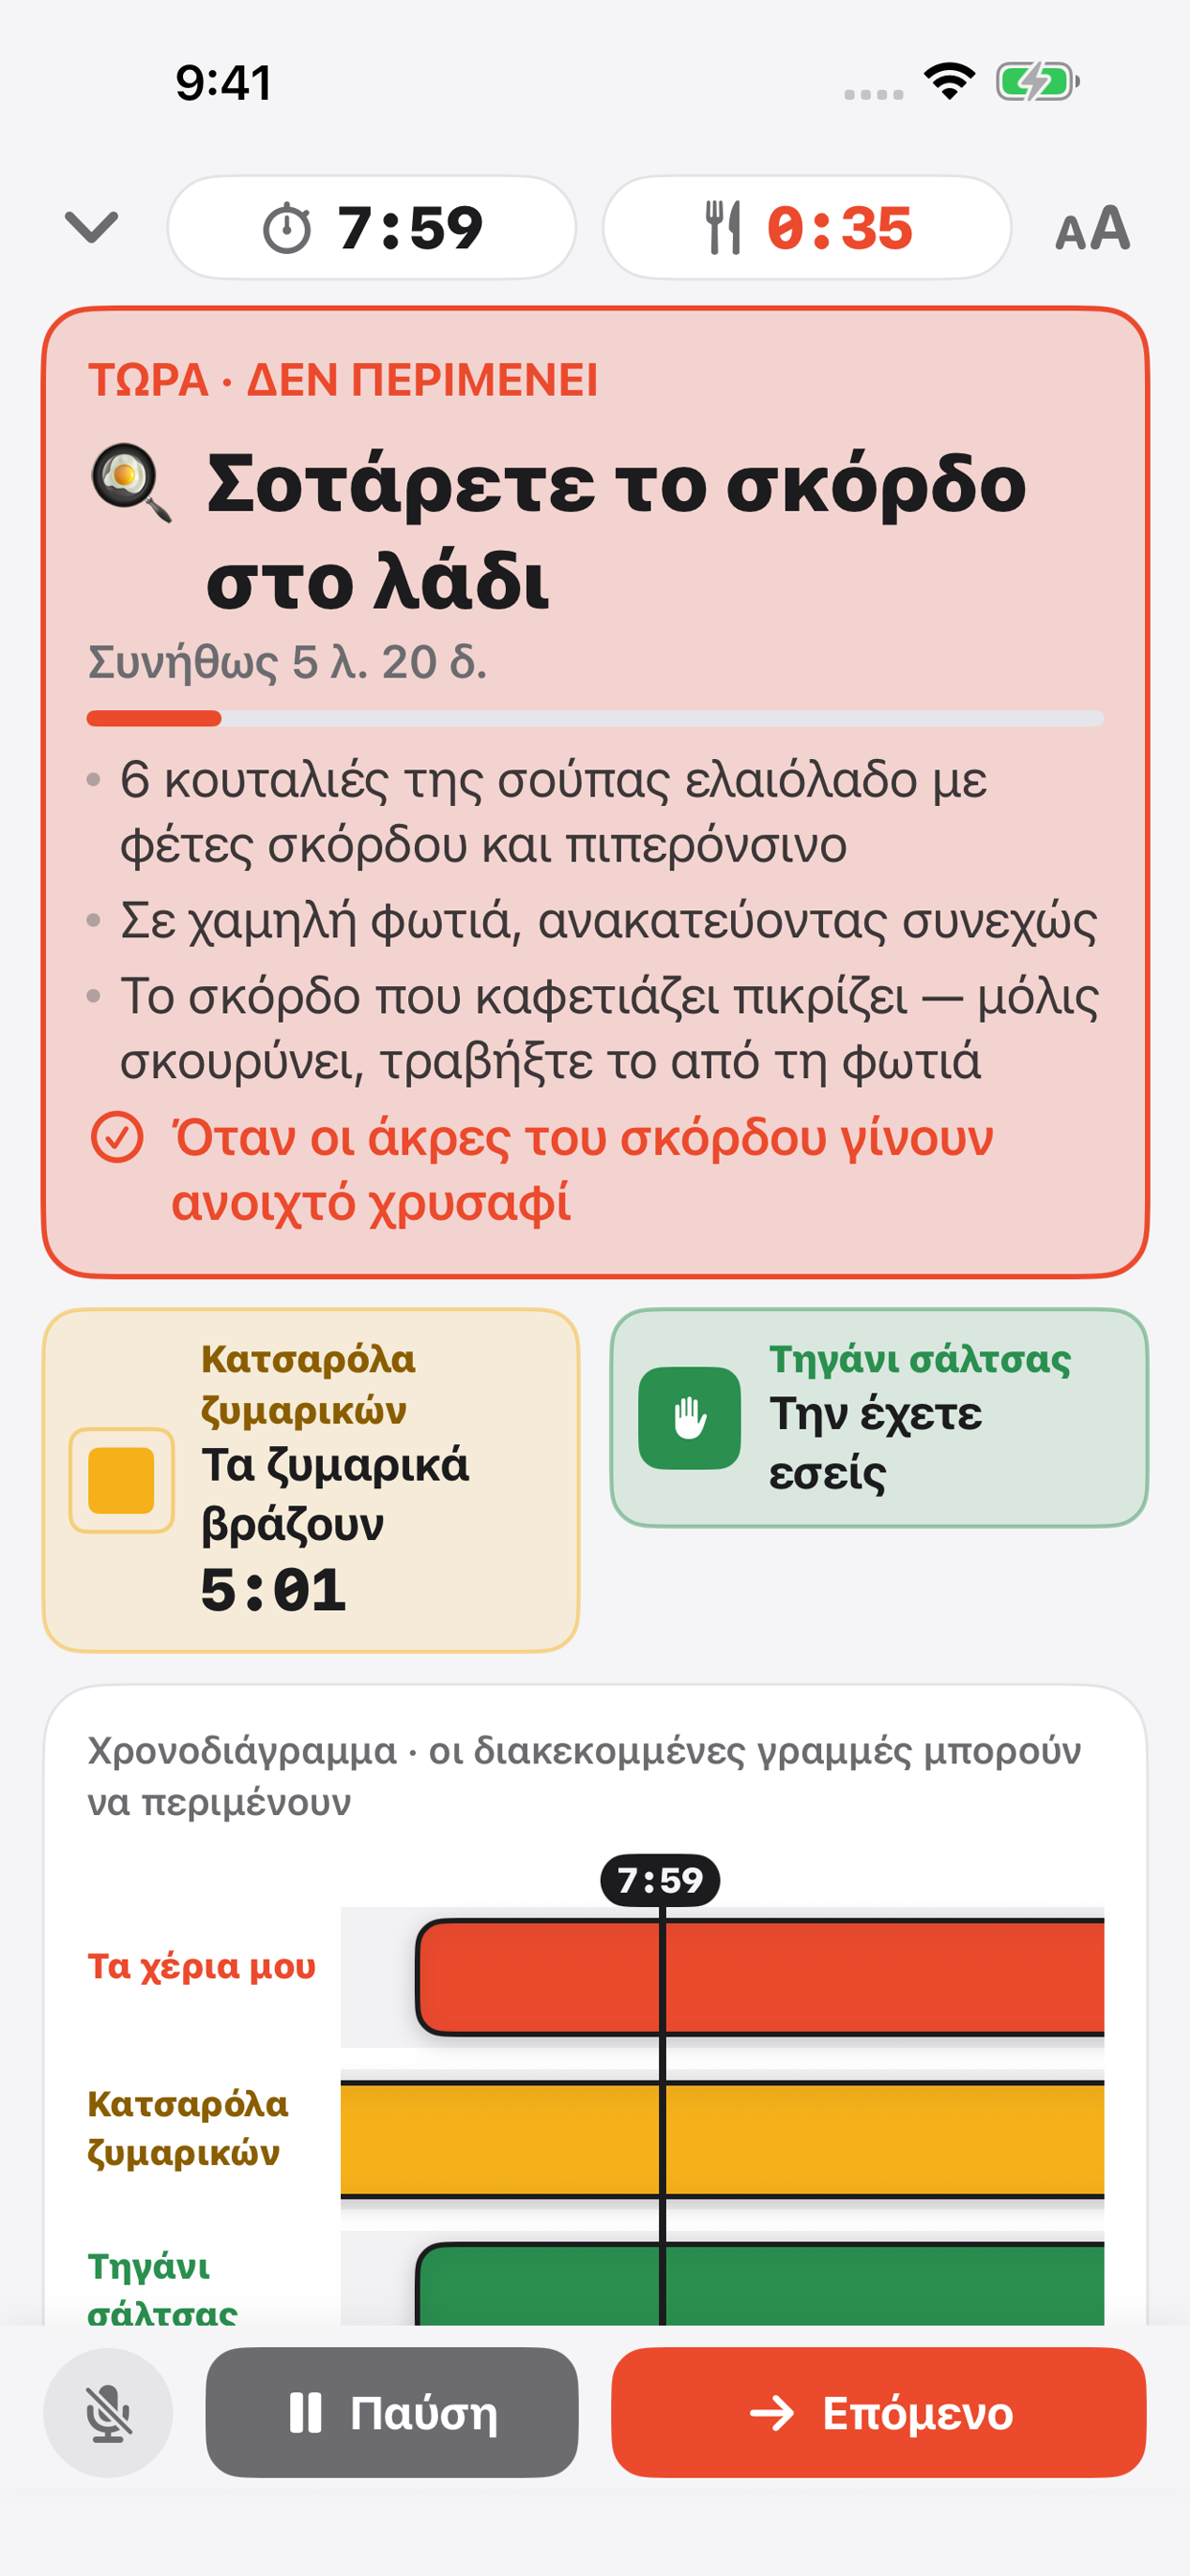 9:41
7:59
0:35
AA
ΤΩΡΑ · ΔΕΝ ΠΕΡΙΜΕΝΕΙ
Σοτάρετε το σκόρδο
στο λάδι
Συνήθως 5 λ. 20 δ.
• 6 κουταλιές της σούπας ελαιόλαδο με
φέτες σκόρδου και πιπερόνσινο
• Σε χαμηλή φωτιά, ανακατεύοντας συνεχώς
• Το σκόρδο που καφετιάζει πικρίζει — μόλις
σκουρύνει, τραβήξτε το από τη φωτιά
Όταν οι άκρες του σκόρδου γίνουν
ανοιχτό χρυσαφί
Κατσαρόλα
ζυμαρικών
Τα ζυμαρικά
βράζουν
5:01
Τηγάνι σάλτσας
Την έχετε
εσείς
Χρονοδιάγραμμα · οι διακεκομμένες γραμμές μπορούν
να περιμένουν
7:59
Τα χέρια μου
Κατσαρόλα
ζυμαρικών
Τηγάνι
σάλτσας
Παύση
Επόμενο